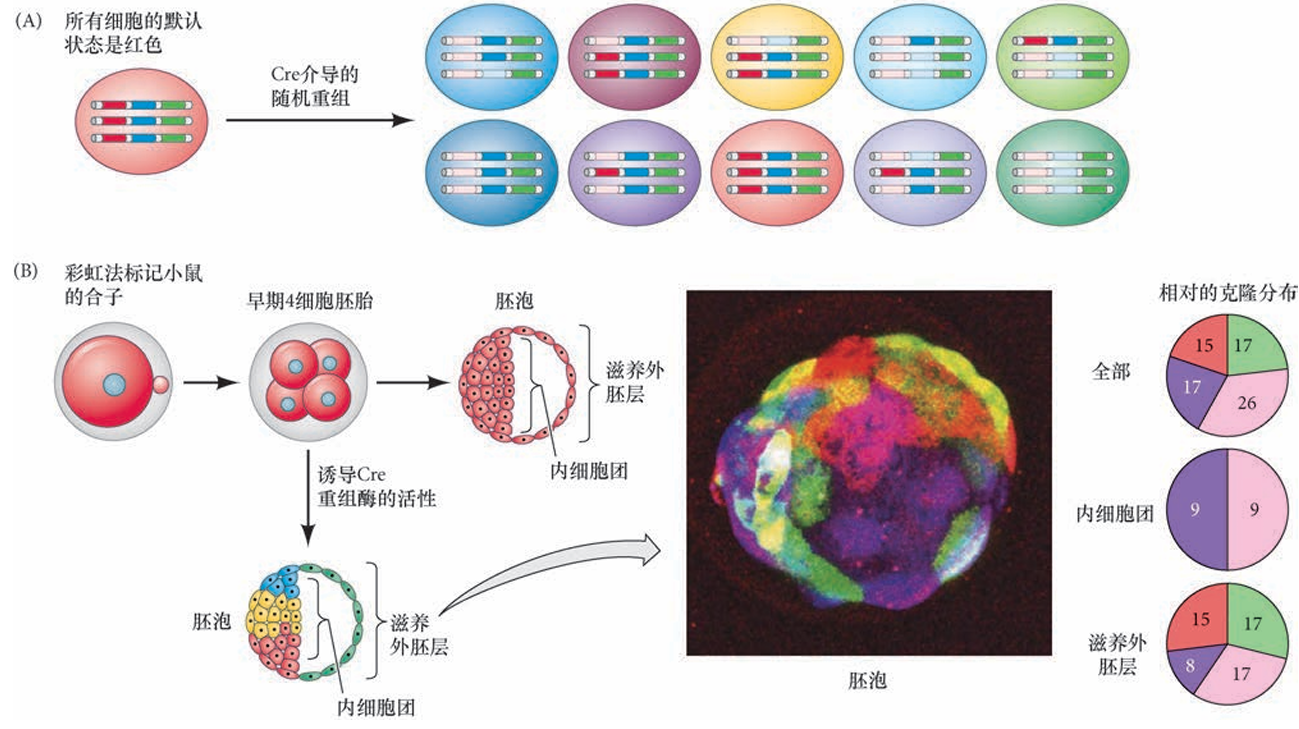 (A) 所有细胞的默认
状态是红色
Cre介导的
随机重组
(B) 彩虹法标记小鼠
的合子
早期4细胞胚胎
胚泡
滋养外
胚层
内细胞团
诱导Cre
重组酶的活性
胚泡
滋养
外胚层
内细胞团
胚泡
相对的克隆分布
全部
15
17
17
26
内细胞团
9
9
滋养外
胚层
15
17
8
17